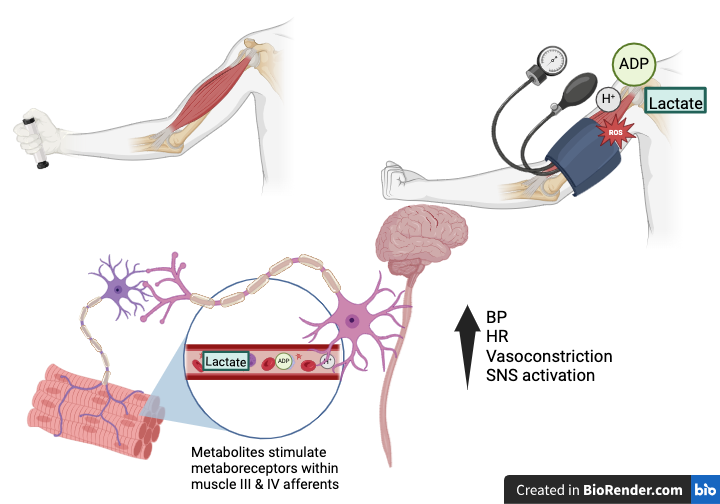 ADP
H+
Lactate
ROS
Lactate
ADP
H+
BP
HR
Vasoconstriction
SNS activation
Metabolites stimulate
metaboreceptors within
muscle III & IV afferents
Created in BioRender.com bio